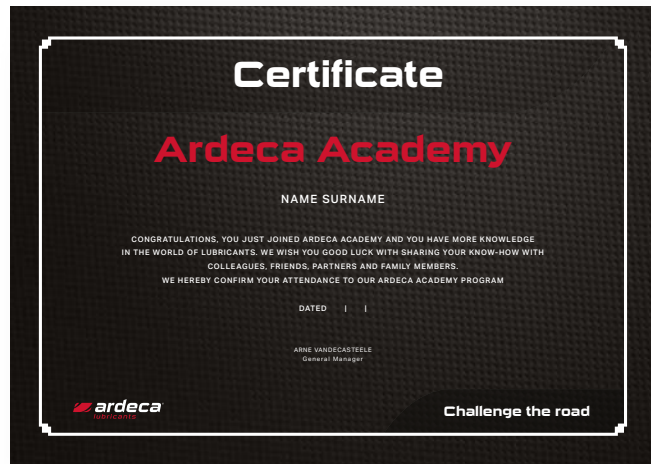 Certificate
Ardeca Academy
NAME SURNAME
CONGRATULATIONS, YOU JUST JOINED ARDECA ACADEMY AND YOU HAVE MORE KNOWLEDGE
IN THE WORLD OF LUBRICANTS. WE WISH YOU GOOD LUCK WITH SHARING YOUR KNOW-HOW WITH
COLLEAGUES, FRIENDS, PARTNERS AND FAMILY MEMBERS.
WE HEREBY CONFIRM YOUR ATTENDANCE TO OUR ARDECA ACADEMY PROGRAM
DATED | |
ARNE VANDECASTEELE
General Manager
ardeca
lubricants
Challenge the road